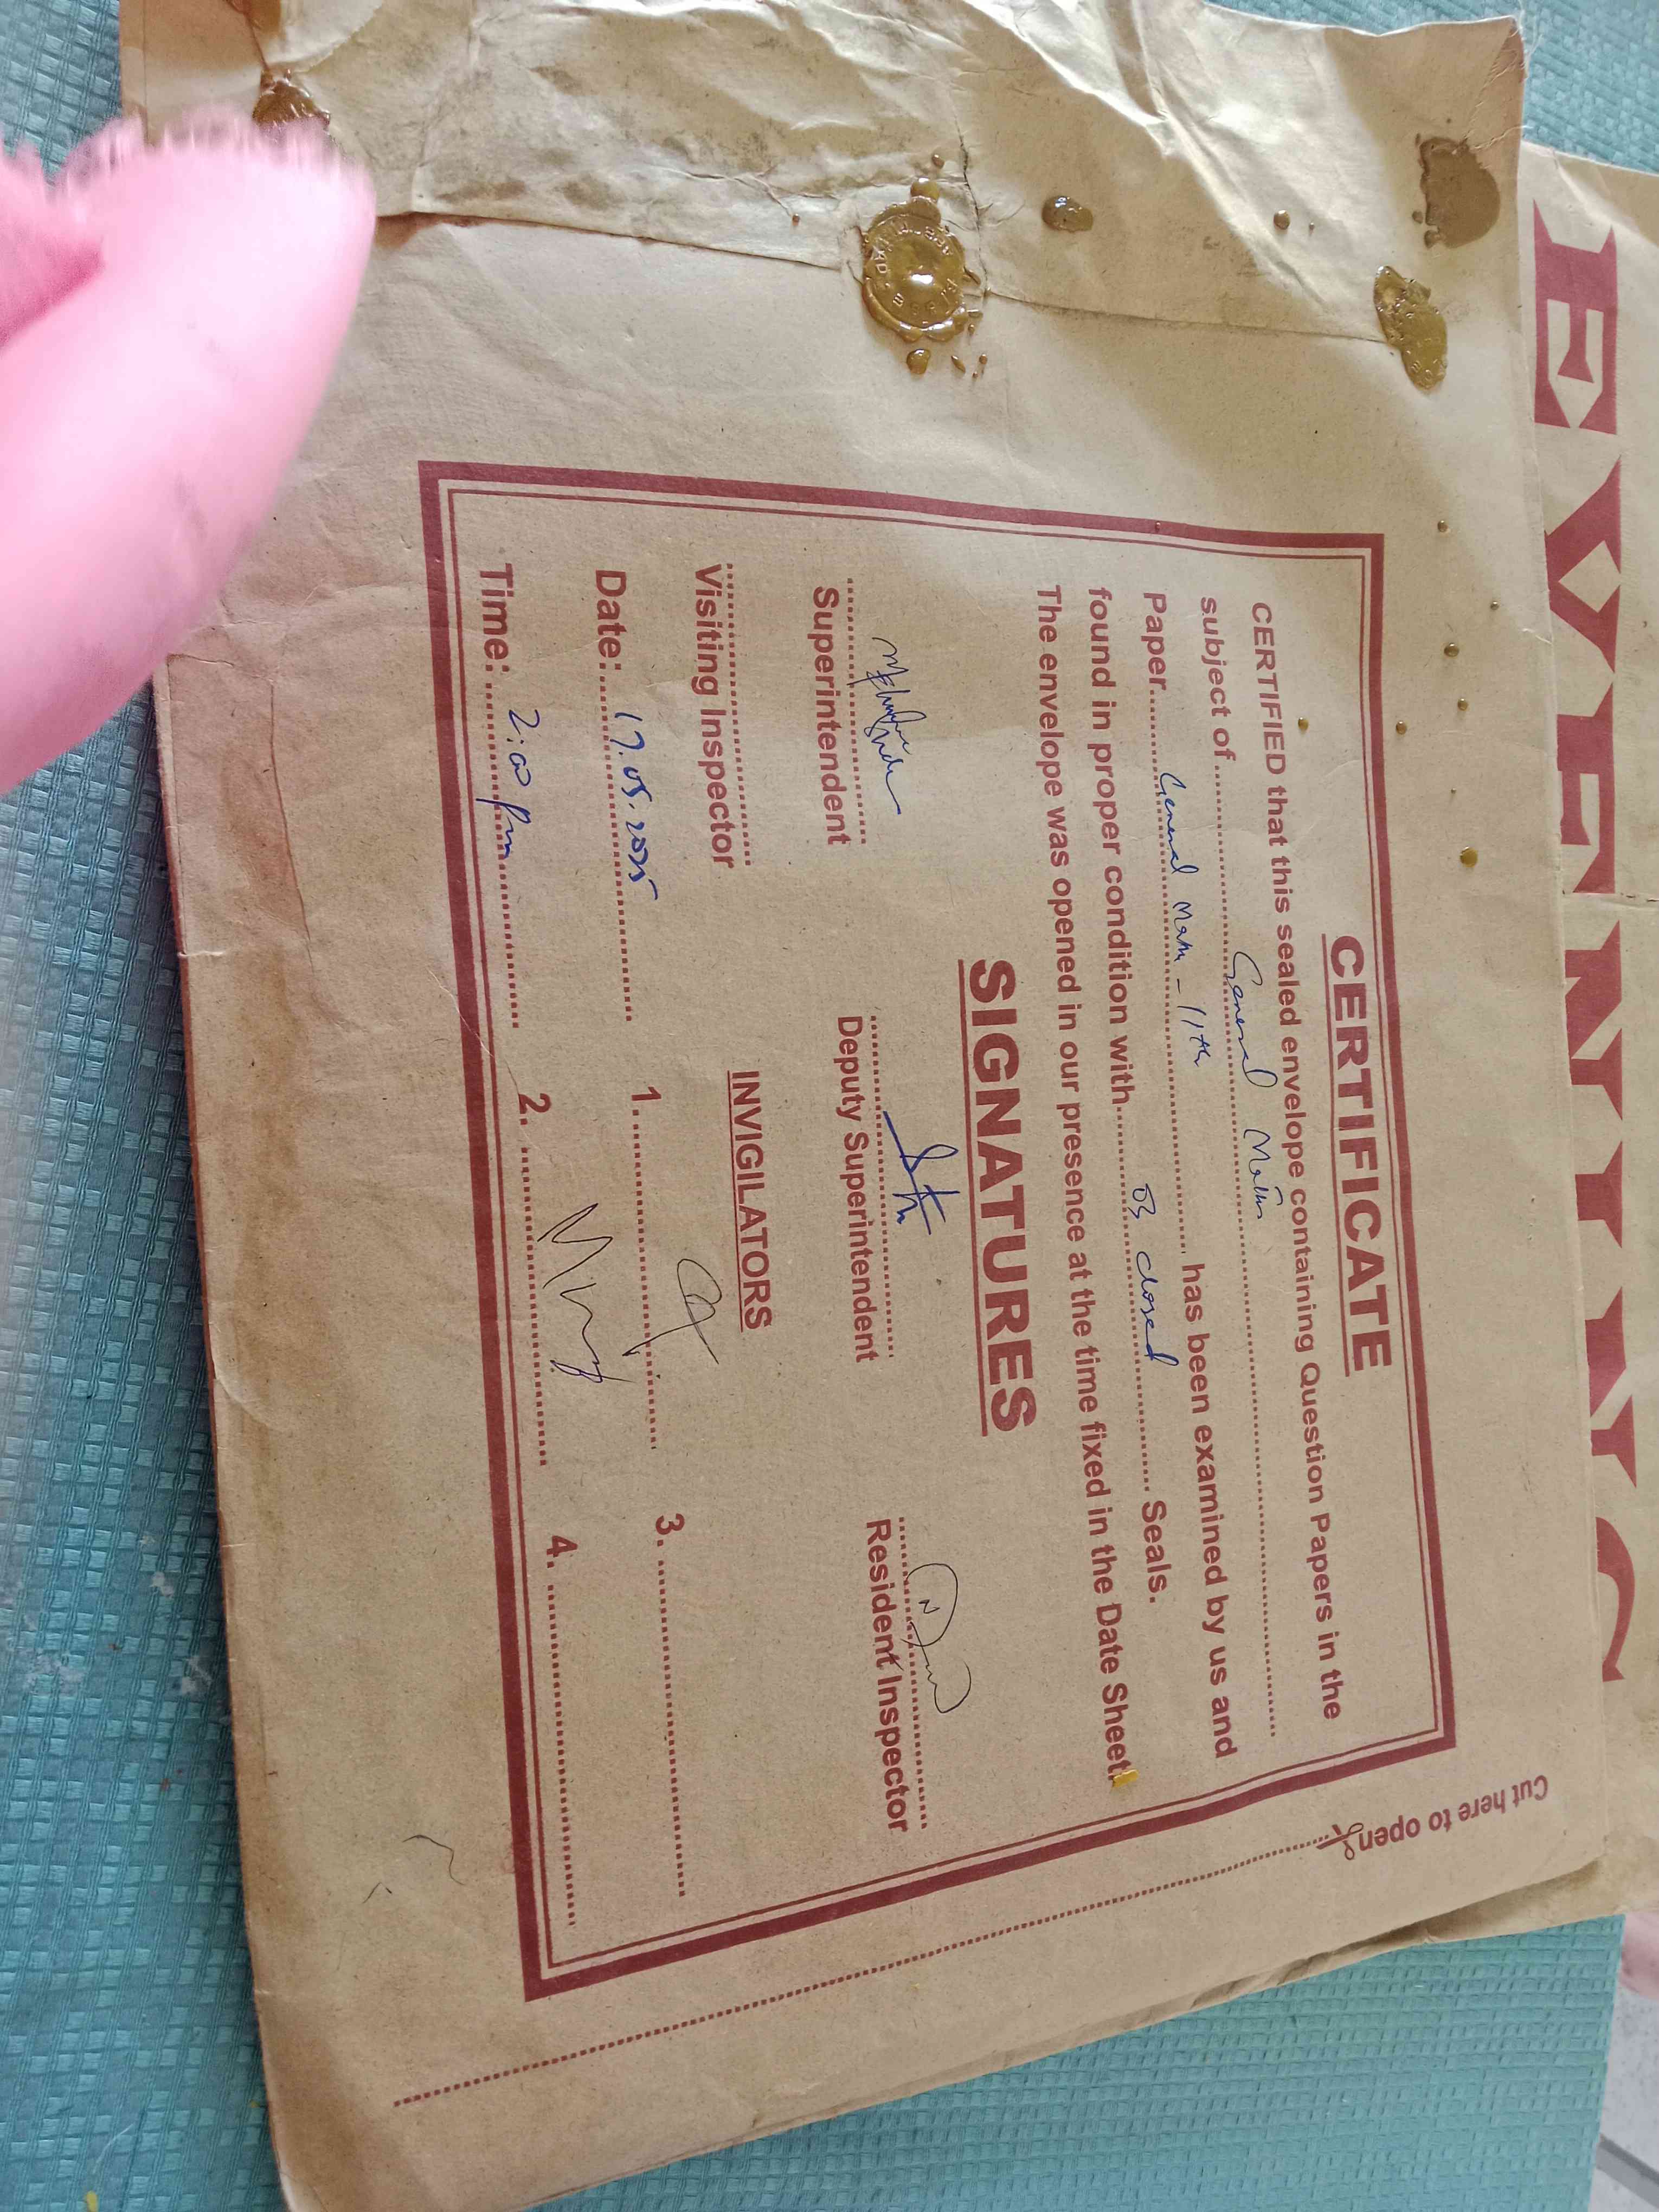 EVENING
Cut here to open
CERTIFICATE
CERTIFIED that this sealed envelope containing Question Papers in the
subject of General Math
Paper General Math - 11th has been examined by us and
found in proper condition with 03 closed Seals.
The envelope was opened in our presence at the time fixed in the Date Sheet.
SIGNATURES
Superintendent Deputy Superintendent Resident Inspector
Visiting Inspector INVIGILATORS
Date: 17.05.2025 1. 3.
Time: 2:00 pm 2. 4.